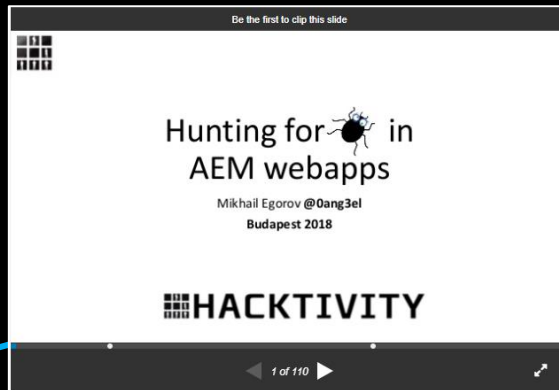 Be the first to clip this slide
Hunting for in
AEM webapps
Mikhail Egorov @0ang3el
Budapest 2018
HACKTIVITY
1 of 110